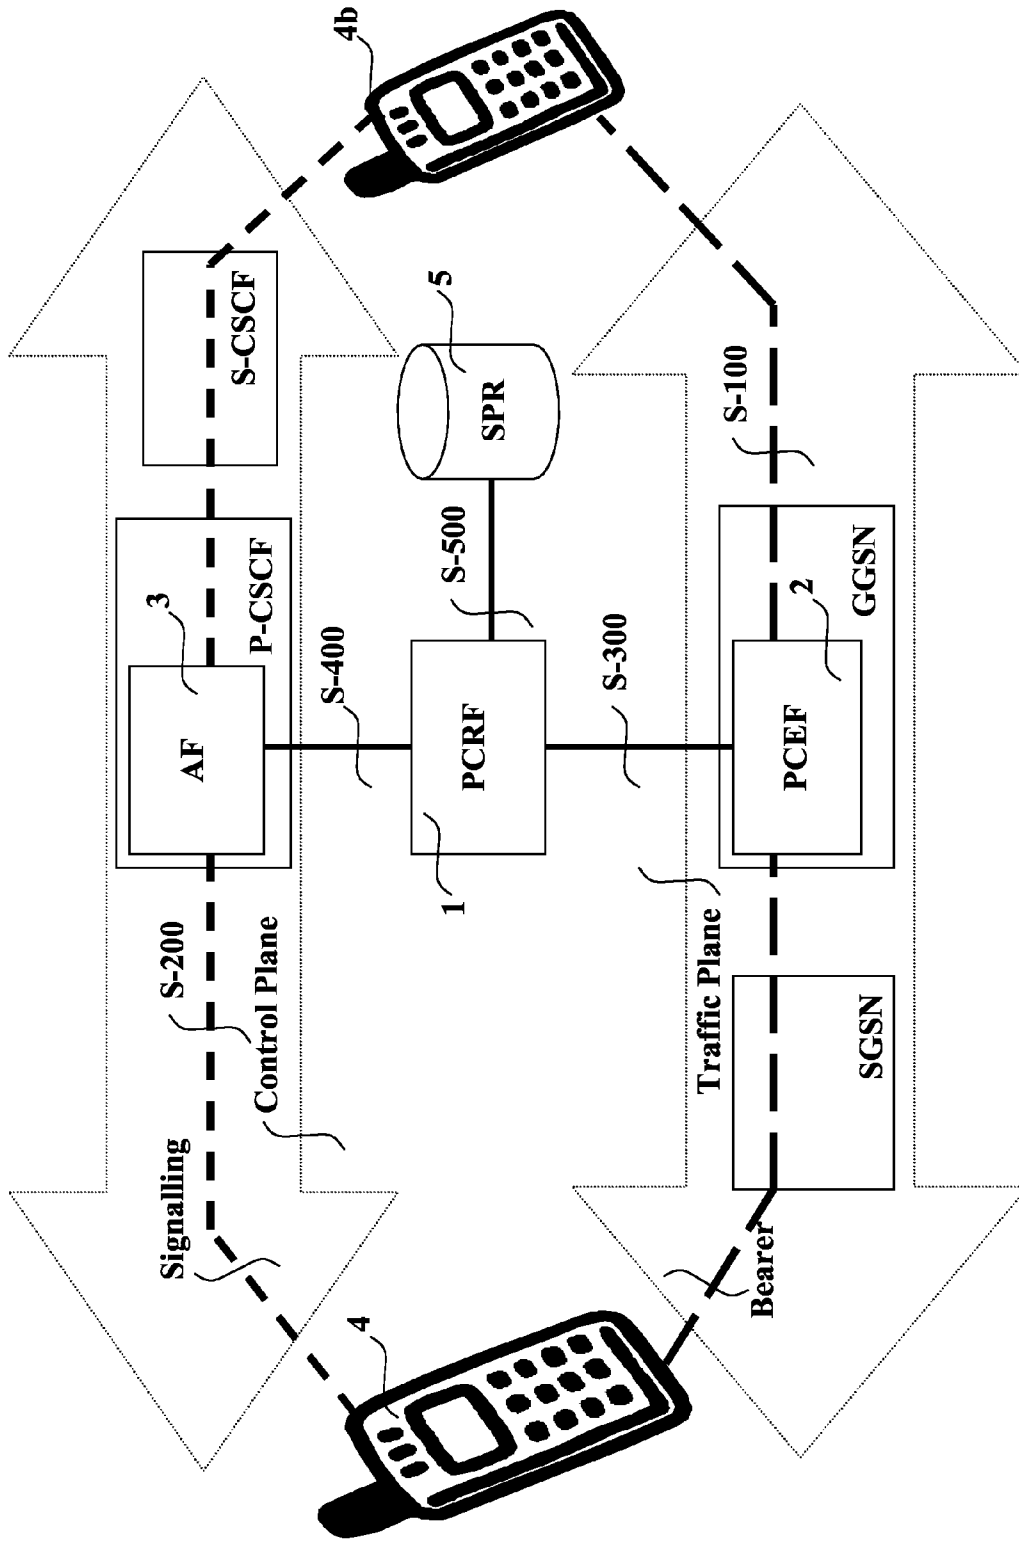 4b
S-CSCF
5
SPR
S-100
P-CSCF
3
AF
S-400
S-500
PCRF
1
S-300
GGSN
2
PCEF
S-200
Control Plane
Signalling
Traffic Plane
SGSN
Bearer
4